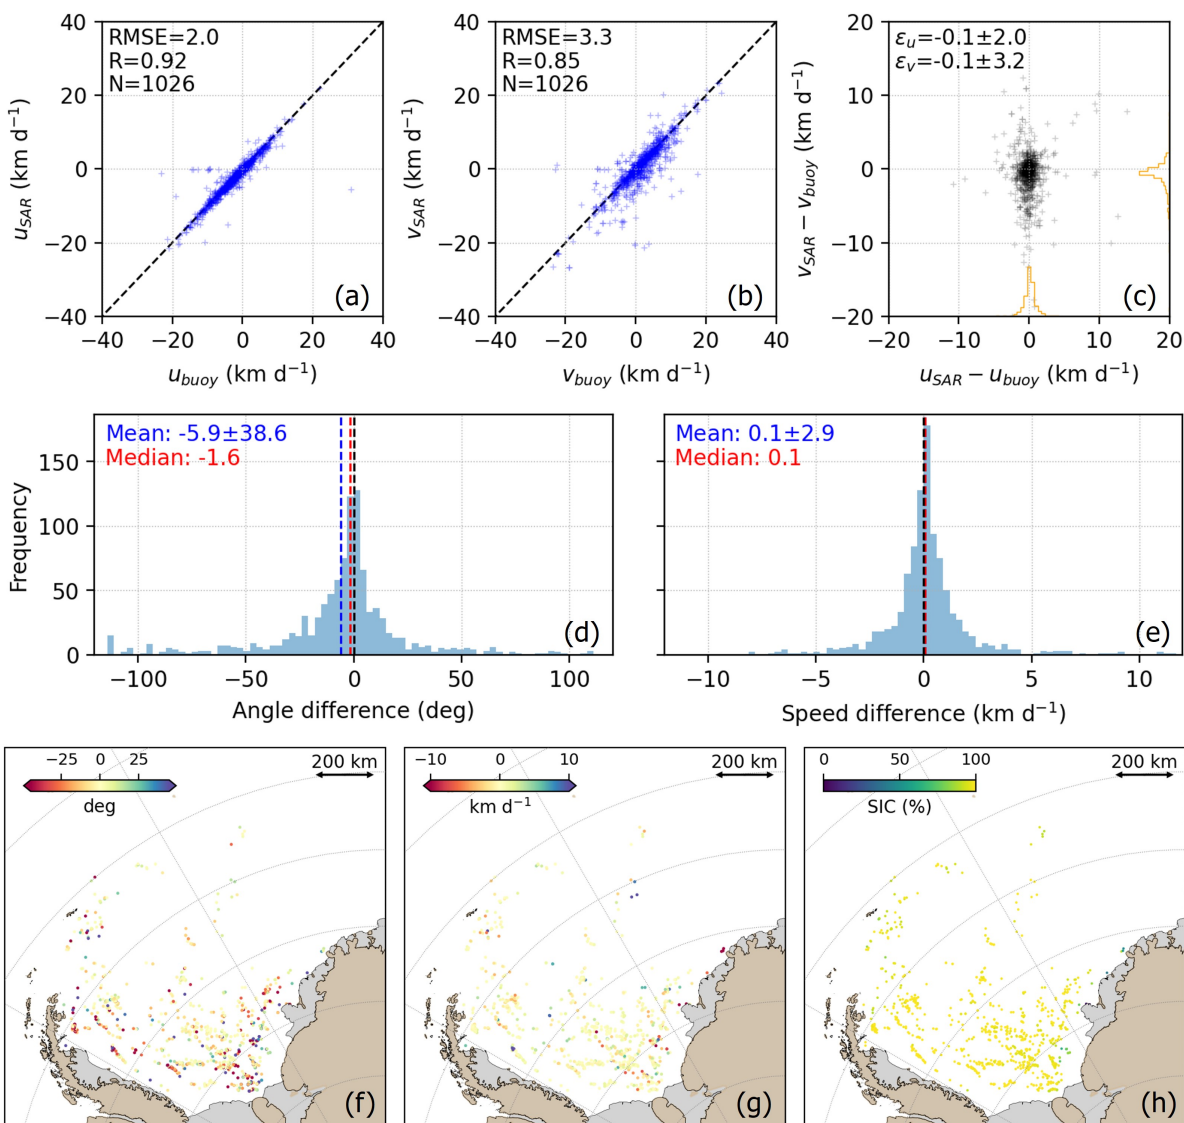 RMSE=2.0
R=0.92
N=1026
40
20
0
−20
−40
−40
−20
0
20
40
u_SAR (km d⁻¹)
u_buoy (km d⁻¹)
(a)
RMSE=3.3
R=0.85
N=1026
40
20
0
−20
−40
−40
−20
0
20
40
v_SAR (km d⁻¹)
v_buoy (km d⁻¹)
(b)
ε_u=-0.1±2.0
ε_v=-0.1±3.2
20
10
0
−10
−20
−20
−10
0
10
20
v_SAR − v_buoy (km d⁻¹)
u_SAR − u_buoy (km d⁻¹)
(c)
Mean: -5.9±38.6
Median: -1.6
150
100
50
0
Frequency
−100
−50
0
50
100
Angle difference (deg)
(d)
Mean: 0.1±2.9
Median: 0.1
−10
−5
0
5
10
Speed difference (km d⁻¹)
(e)
−25
0
25
deg
200 km
(f)
−10
0
10
km d⁻¹
200 km
(g)
0
50
100
SIC (%)
200 km
(h)